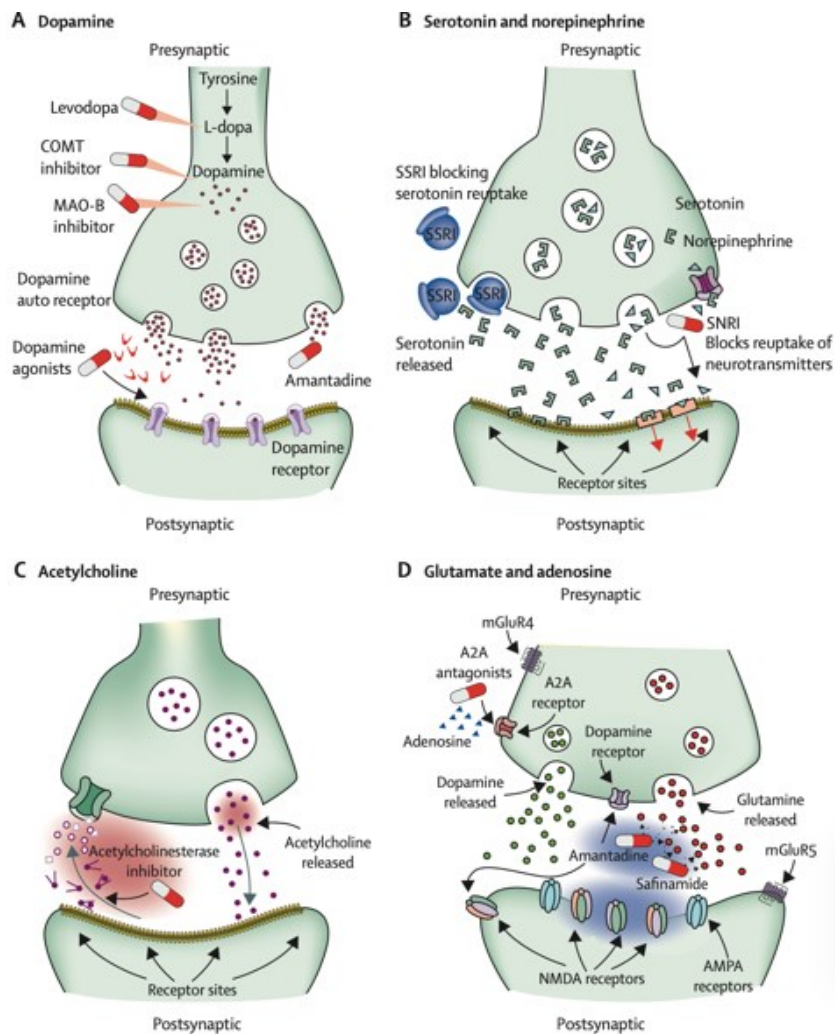 A Dopamine
Presynaptic
Tyrosine
Levodopa
L-dopa
COMT
inhibitor
Dopamine
MAO-B
inhibitor
Dopamine
auto receptor
Dopamine
agonists
Amantadine
Dopamine
receptor
Postsynaptic
B Serotonin and norepinephrine
Presynaptic
SSRI blocking
serotonin reuptake
SSRI
Serotonin
Norepinephrine
SSRI
SSRI
SNRI
Serotonin
released
Blocks reuptake of
neurotransmitters
Receptor sites
Postsynaptic
C Acetylcholine
Presynaptic
Acetylcholinesterase
inhibitor
Acetylcholine
released
Receptor sites
Postsynaptic
D Glutamate and adenosine
Presynaptic
mGluR4
A2A
antagonists
A2A
receptor
Adenosine
Dopamine
receptor
Dopamine
released
Glutamine
released
Amantadine
Safinamide
mGluR5
NMDA receptors
AMPA
receptors
Postsynaptic